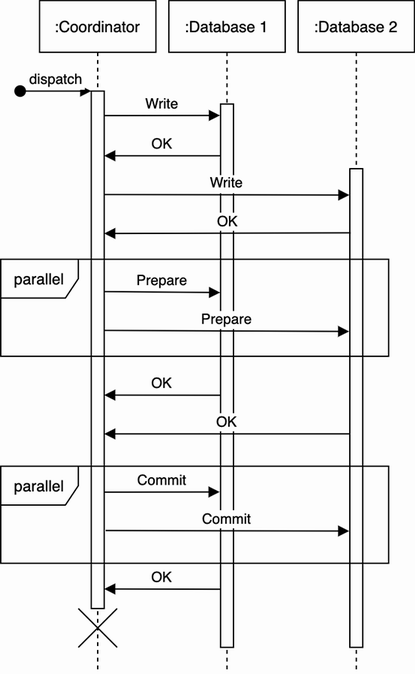 :Coordinator
:Database 1
:Database 2
dispatch
Write
OK
Write
OK
parallel
Prepare
Prepare
OK
OK
parallel
Commit
Commit
OK